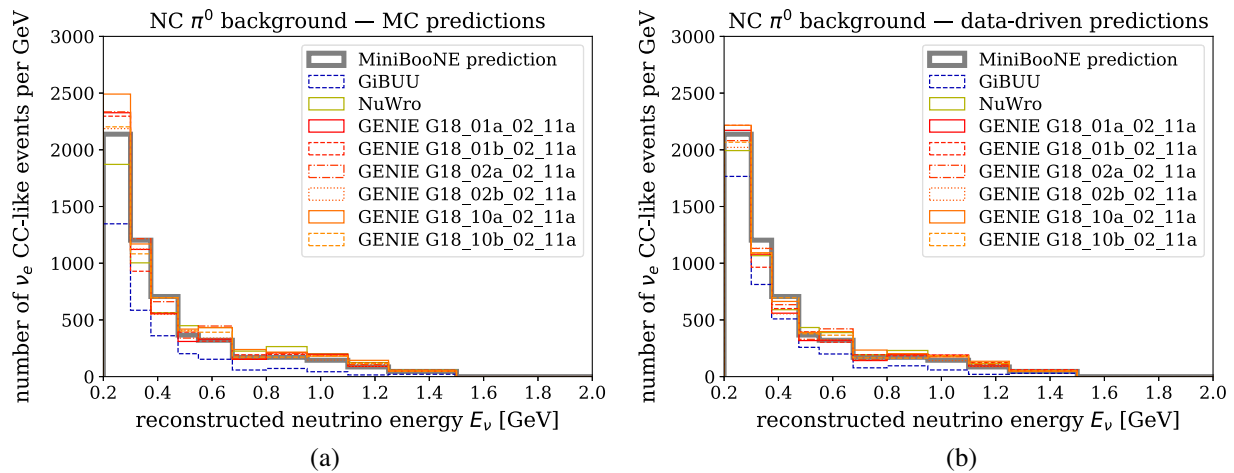 NC π⁰ background — MC predictions
number of νe CC-like events per GeV
3000
2500
2000
1500
1000
500
0
MiniBooNE prediction
GiBUU
NuWro
GENIE G18_01a_02_11a
GENIE G18_01b_02_11a
GENIE G18_02a_02_11a
GENIE G18_02b_02_11a
GENIE G18_10a_02_11a
GENIE G18_10b_02_11a
0.2 0.4 0.6 0.8 1.0 1.2 1.4 1.6 1.8 2.0
reconstructed neutrino energy Eν [GeV]
(a)
NC π⁰ background — data-driven predictions
number of νe CC-like events per GeV
3000
2500
2000
1500
1000
500
0
MiniBooNE prediction
GiBUU
NuWro
GENIE G18_01a_02_11a
GENIE G18_01b_02_11a
GENIE G18_02a_02_11a
GENIE G18_02b_02_11a
GENIE G18_10a_02_11a
GENIE G18_10b_02_11a
0.2 0.4 0.6 0.8 1.0 1.2 1.4 1.6 1.8 2.0
reconstructed neutrino energy Eν [GeV]
(b)